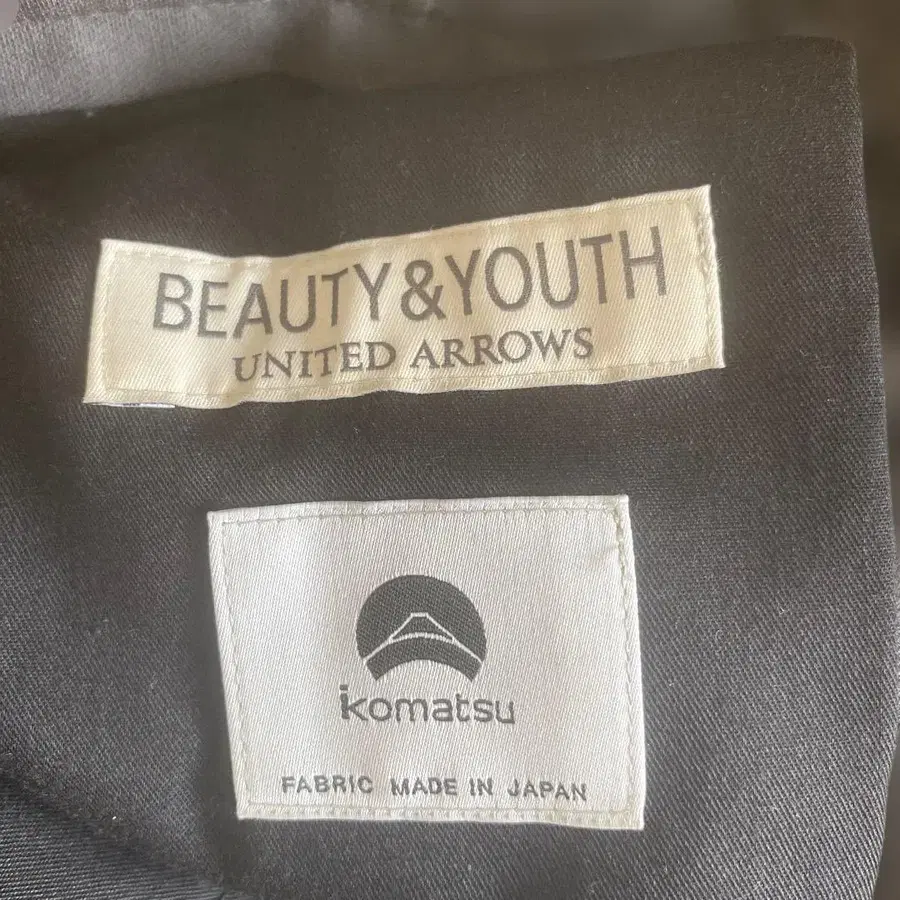 BEAUTY&YOUTH
UNITED ARROWS
komatsu
FABRIC MADE IN JAPAN